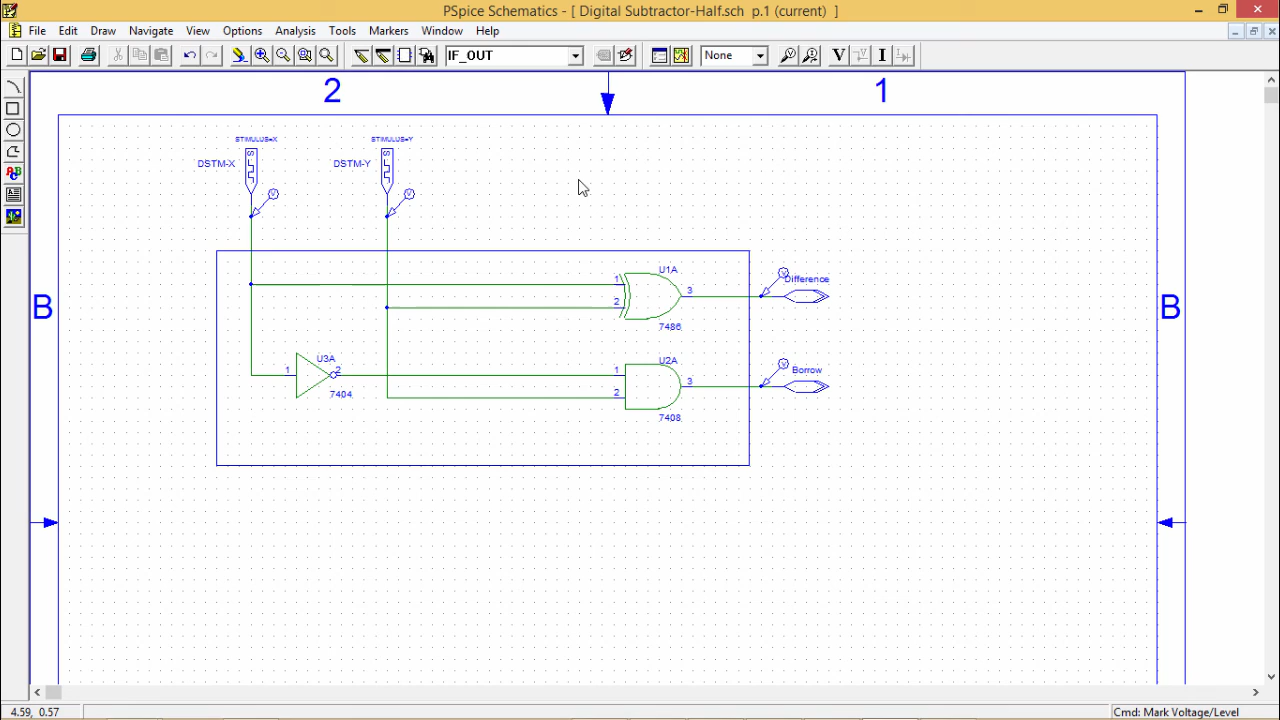 PSpice Schematics - [ Digital Subtractor-Half.sch p.1 (current) ]
File Edit Draw Navigate View Options Analysis Tools Markers Window Help
IF_OUT
None
V
I
ABC
2 1
STIMULUS=X STIMULUS=Y
DSTM-X DSTM-Y
S S
V V
U1A
V
Difference
1
2
3
7486
B B
U3A
1 2
7404
U2A
V
Borrow
1
2
3
7408
4.59, 0.57
Cmd: Mark Voltage/Level